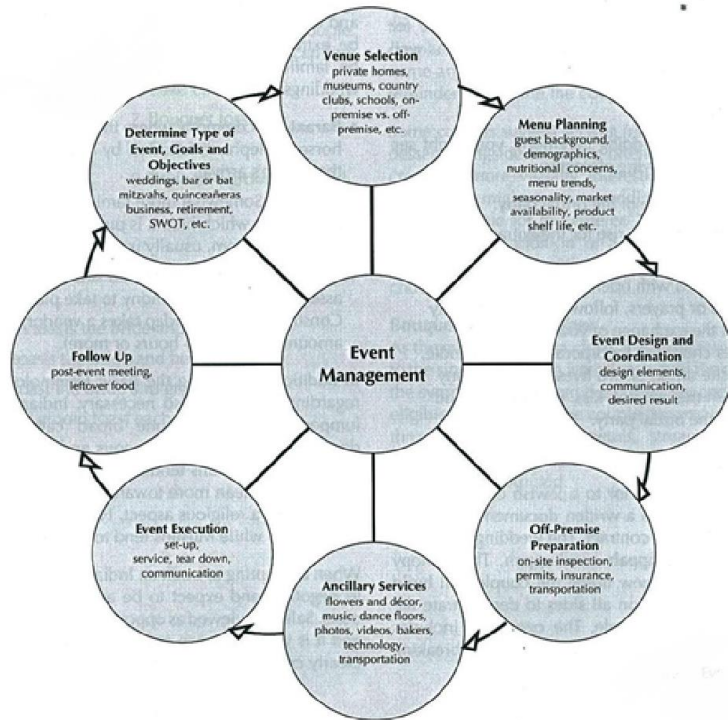 Venue Selection
private homes,
museums, country
clubs, schools, on-
premise vs. off-
premise, etc.
Menu Planning
guest background,
demographics,
nutritional concerns,
menu trends,
seasonality, market
availability, product
shelf life, etc.
Event Design and
Coordination
design elements,
communication,
desired result
Off-Premise
Preparation
on-site inspection,
permits, insurance,
transportation
Ancillary Services
flowers and décor,
music, dance floors,
photos, videos, bakers,
technology,
transportation
Event Execution
set-up,
service, tear down,
communication
Follow Up
post-event meeting,
leftover food
Determine Type of
Event, Goals and
Objectives
weddings, bar or bat
mitzvahs, quinceañeras
business, retirement,
SWOT, etc.
Event
Management